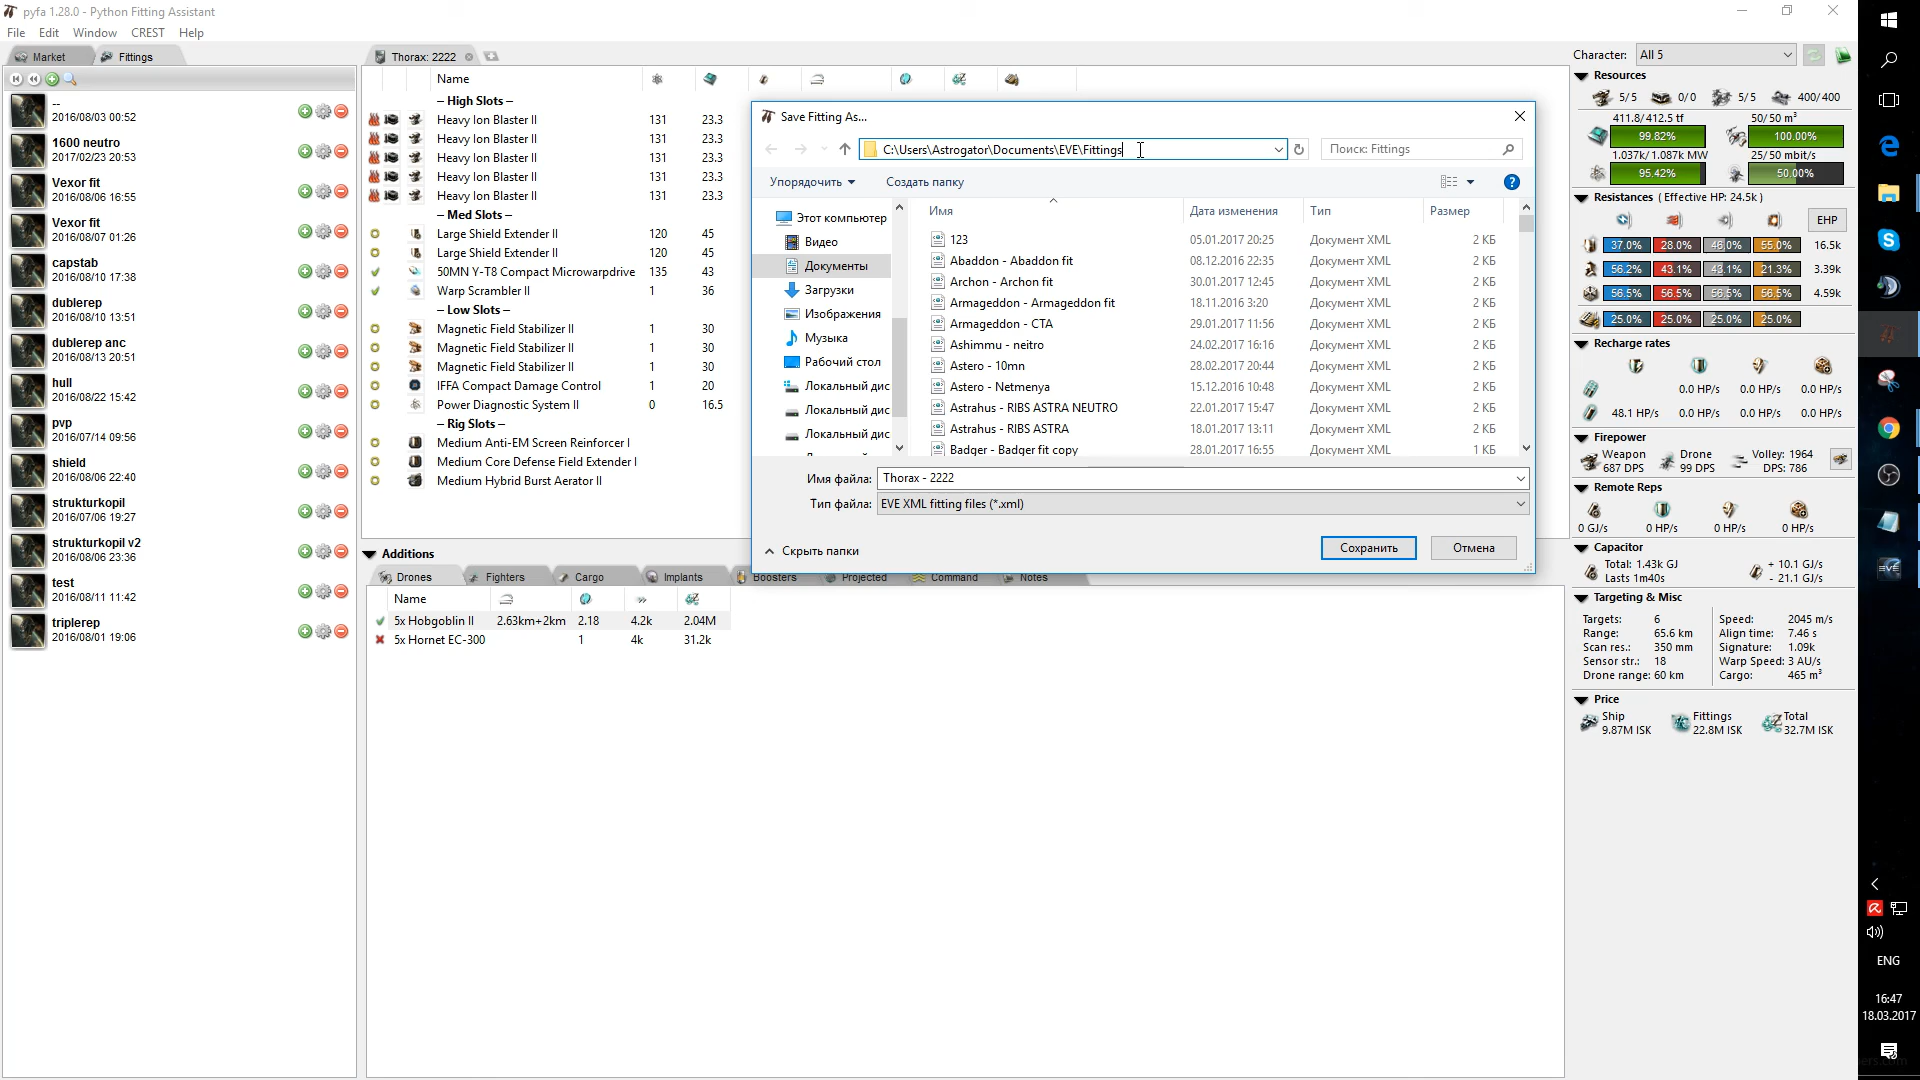 pyfa 1.28.0 - Python Fitting Assistant
File Edit Window CREST Help
Market Fittings
--
2016/08/03 00:52
1600 neutro
2017/02/23 20:53
Vexor fit
2016/08/06 16:55
Vexor fit
2016/08/07 01:26
capstab
2016/08/10 17:38
dublerep
2016/08/10 13:51
dublerep anc
2016/08/13 20:51
hull
2016/08/22 15:42
pvp
2016/07/14 09:56
shield
2016/08/06 22:40
strukturkopil
2016/07/06 19:27
strukturkopil v2
2016/08/06 23:36
test
2016/08/11 11:42
triplerep
2016/08/01 19:06
Thorax: 2222
Name
– High Slots –
Heavy Ion Blaster II 131 23.3
Heavy Ion Blaster II 131 23.3
Heavy Ion Blaster II 131 23.3
Heavy Ion Blaster II 131 23.3
Heavy Ion Blaster II 131 23.3
– Med Slots –
Large Shield Extender II 120 45
Large Shield Extender II 120 45
50MN Y-T8 Compact Microwarpdrive 135 43
Warp Scrambler II 1 36
– Low Slots –
Magnetic Field Stabilizer II 1 30
Magnetic Field Stabilizer II 1 30
Magnetic Field Stabilizer II 1 30
IFFA Compact Damage Control 1 20
Power Diagnostic System II 0 16.5
– Rig Slots –
Medium Anti-EM Screen Reinforcer I
Medium Core Defense Field Extender I
Medium Hybrid Burst Aerator II
Save Fitting As...
C:\Users\Astrogator\Documents\EVE\Fittings
Поиск: Fittings
Упорядочить Создать папку
Этот компьютер
Видео
Документы
Загрузки
Изображения
Музыка
Рабочий стол
Локальный дис
Локальный дис
Локальный дис
Имя Дата изменения Тип Размер
123 05.01.2017 20:25 Документ XML 2 КБ
Abaddon - Abaddon fit 08.12.2016 22:35 Документ XML 2 КБ
Archon - Archon fit 30.01.2017 12:45 Документ XML 2 КБ
Armageddon - Armageddon fit 18.11.2016 3:20 Документ XML 2 КБ
Armageddon - CTA 29.01.2017 11:56 Документ XML 2 КБ
Ashimmu - neitro 24.02.2017 16:16 Документ XML 2 КБ
Astero - 10mn 28.02.2017 20:44 Документ XML 2 КБ
Astero - Netmenya 15.12.2016 10:48 Документ XML 2 КБ
Astrahus - RIBS ASTRA NEUTRO 22.01.2017 15:47 Документ XML 2 КБ
Astrahus - RIBS ASTRA 18.01.2017 13:11 Документ XML 2 КБ
Badger - Badger fit copy 28.01.2017 16:55 Документ XML 1 КБ
Имя файла: Thorax - 2222
Тип файла: EVE XML fitting files (*.xml)
Скрыть папки Сохранить Отмена
Additions
Drones Fighters Cargo Implants Boosters Projected Command Notes
Name
5x Hobgoblin II 2.63km+2km 2.18 4.2k 2.04M
5x Hornet EC-300 1 4k 31.2k
Character: All 5
Resources
5/5 0/0 5/5 400/400
411.8/412.5 tf 50/50 m³
99.82% 100.00%
1.037k/1.087k MW 25/50 mbit/s
95.42% 50.00%
Resistances (Effective HP: 24.5k)
EHP
37.0% 28.0% 46.0% 55.0% 16.5k
56.2% 43.1% 43.1% 21.3% 3.39k
56.5% 56.5% 56.5% 56.5% 4.59k
25.0% 25.0% 25.0% 25.0%
Recharge rates
0.0 HP/s 0.0 HP/s 0.0 HP/s
48.1 HP/s 0.0 HP/s 0.0 HP/s 0.0 HP/s
Firepower
Weapon 687 DPS Drone 99 DPS Volley: 1964 DPS: 786
Remote Reps
0 GJ/s 0 HP/s 0 HP/s 0 HP/s
Capacitor
Total: 1.43k GJ + 10.1 GJ/s
Lasts 1m40s - 21.1 GJ/s
Targeting & Misc
Targets: 6 Speed: 2045 m/s
Range: 65.6 km Align time: 7.46 s
Scan res.: 350 mm Signature: 1.09k
Sensor str.: 18 Warp Speed: 3 AU/s
Drone range: 60 km Cargo: 465 m³
Price
Ship Fittings Total
9.87M ISK 22.8M ISK 32.7M ISK
EVE
ENG
16:47
18.03.2017